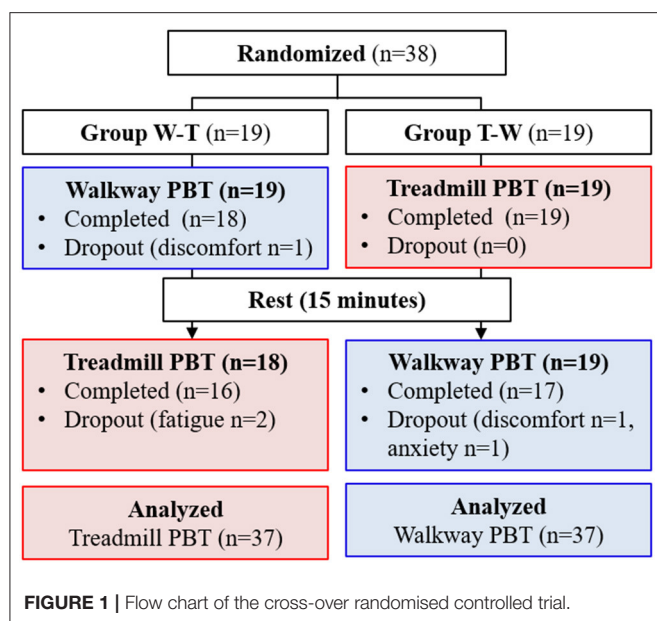 Randomized (n=38)
Group W-T (n=19)
Group T-W (n=19)
Walkway PBT (n=19)
• Completed (n=18)
• Dropout (discomfort n=1)
Treadmill PBT (n=19)
• Completed (n=19)
• Dropout (n=0)
Rest (15 minutes)
Treadmill PBT (n=18)
• Completed (n=16)
• Dropout (fatigue n=2)
Walkway PBT (n=19)
• Completed (n=17)
• Dropout (discomfort n=1,
anxiety n=1)
Analyzed
Treadmill PBT (n=37)
Analyzed
Walkway PBT (n=37)
FIGURE 1 | Flow chart of the cross-over randomised controlled trial.